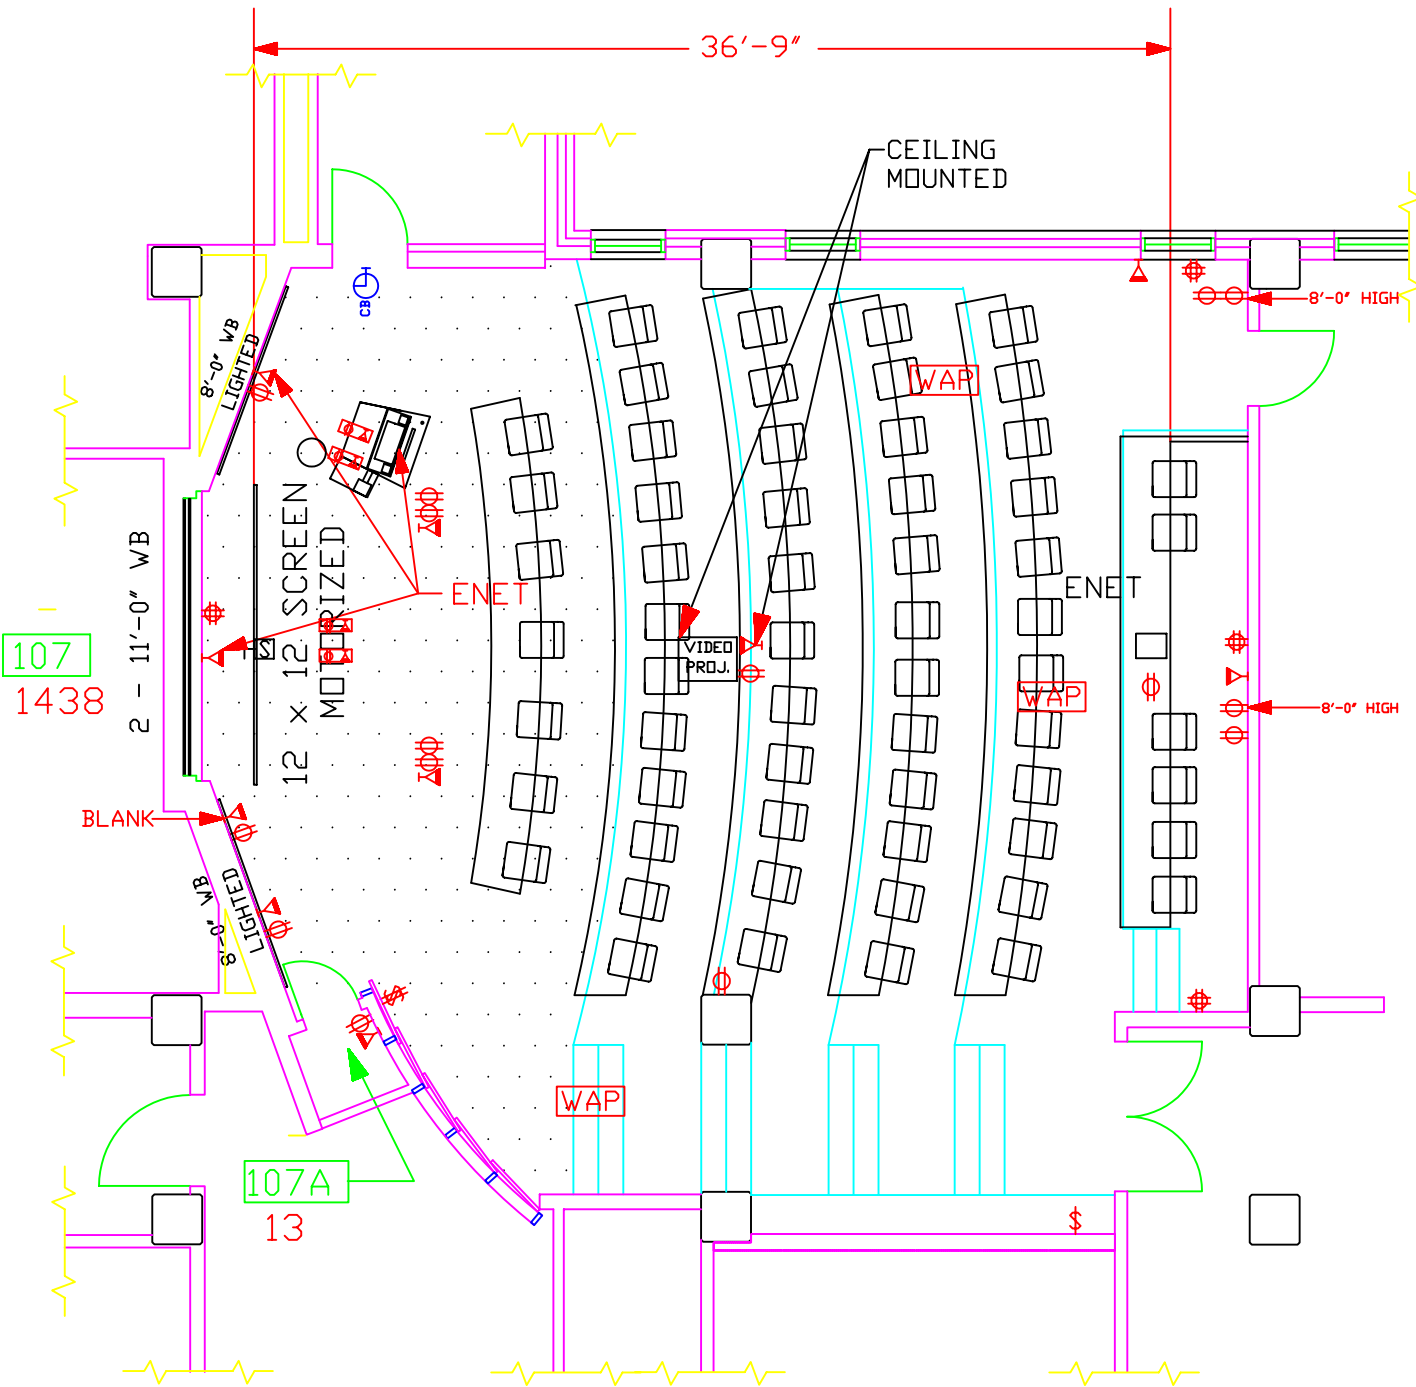 36'-9"
CEILING
MOUNTED
8'-0" HIGH
CB
8'-0" WB
LIGHTED
WAP
12 x 12 SCREEN
MOTORIZED
ENET
ENET
2 - 11'-0" WB
107
1438
VIDEO
PROJ.
S
WAP
8'-0" HIGH
BLANK
8'-0" WB
LIGHTED
$
WAP
107A
13
$